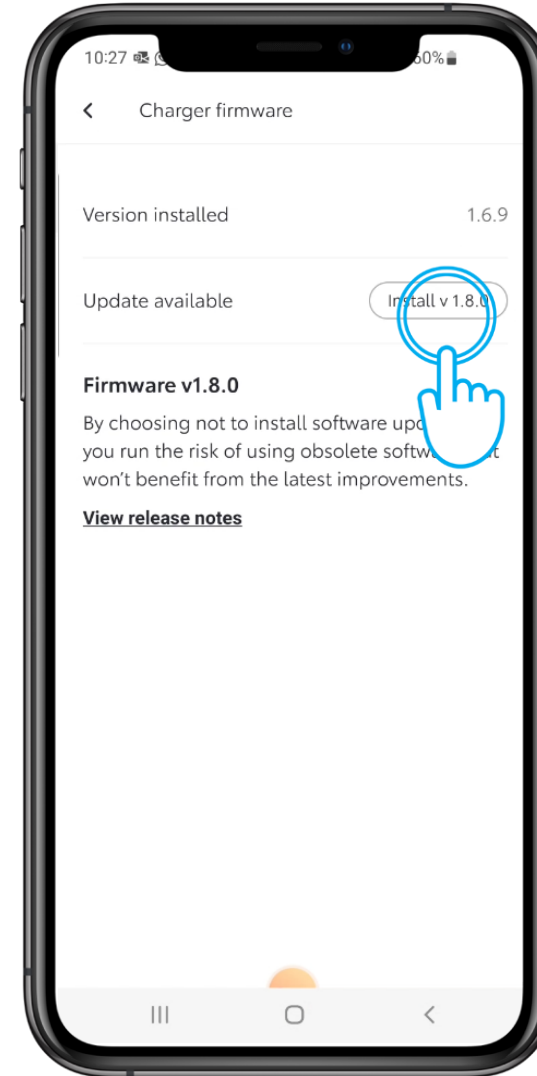 10:27
60%
Charger firmware
Version installed 1.6.9
Update available Install v 1.8.0
Firmware v1.8.0
By choosing not to install software
you run the risk of using obsolete
won't benefit from the latest improvements.
View release notes